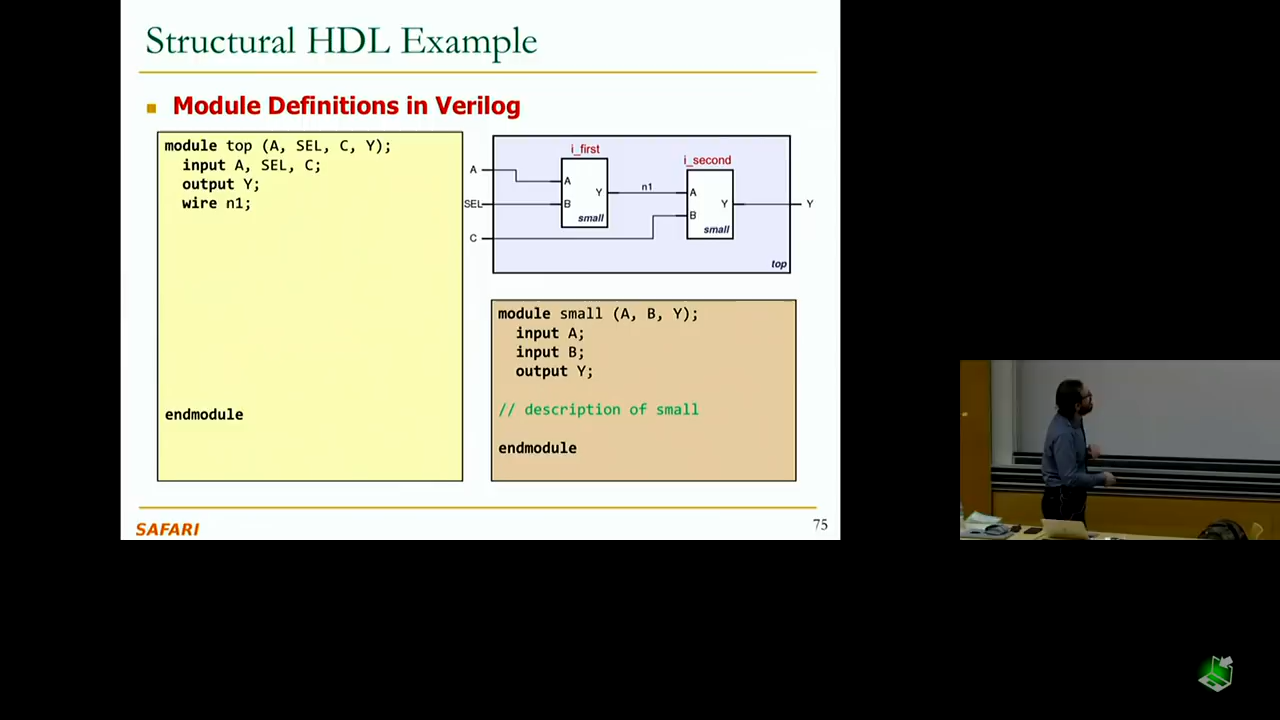 Structural HDL Example
Module Definitions in Verilog
module top (A, SEL, C, Y);
input A, SEL, C;
output Y;
wire n1;
endmodule
i_first
i_second
A
A
Y
n1
A
SEL
B
Y
Y
small
B
C
small
top
module small (A, B, Y);
input A;
input B;
output Y;
// description of small
endmodule
SAFARI
75